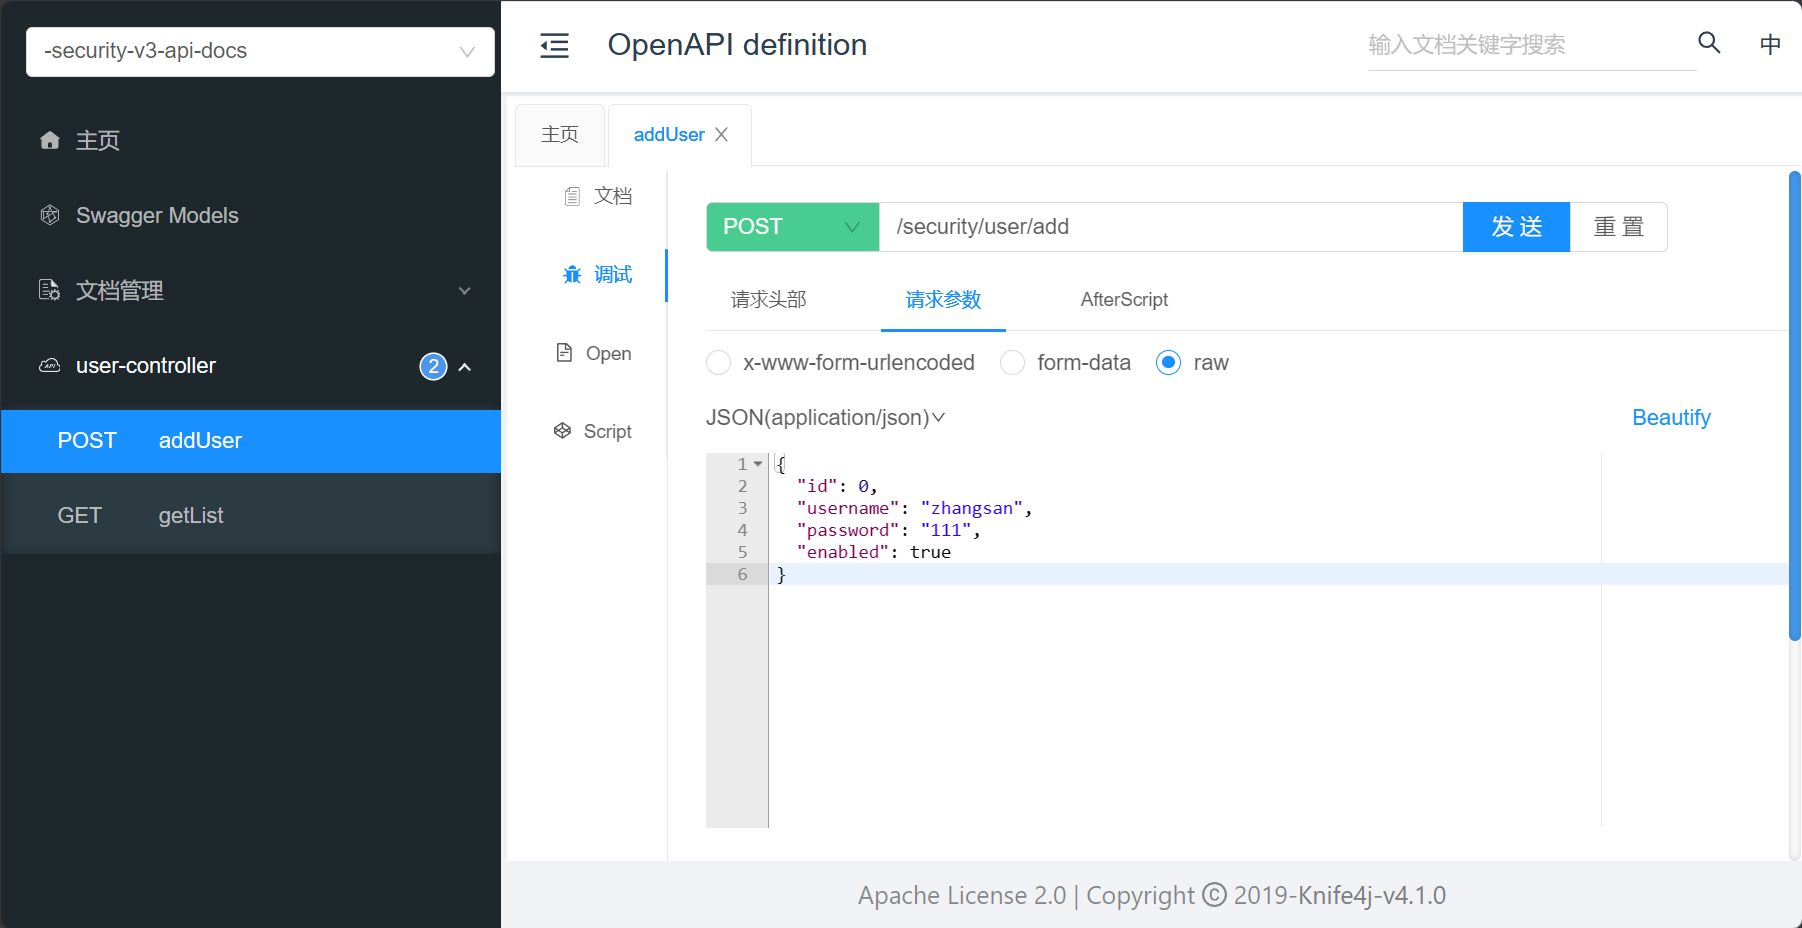 -security-v3-api-docs
主页
Swagger Models
文档管理
user-controller 2
POST addUser
GET getList
OpenAPI definition
输入文档关键字搜索
中
主页
addUser
文档
调试
Open
Script
POST /security/user/add 发 送 重 置
请求头部 请求参数 AfterScript
x-www-form-urlencoded form-data raw
JSON(application/json) Beautify
1 {
2 "id": 0,
3 "username": "zhangsan",
4 "password": "111",
5 "enabled": true
6 }
Apache License 2.0 | Copyright © 2019-Knife4j-v4.1.0